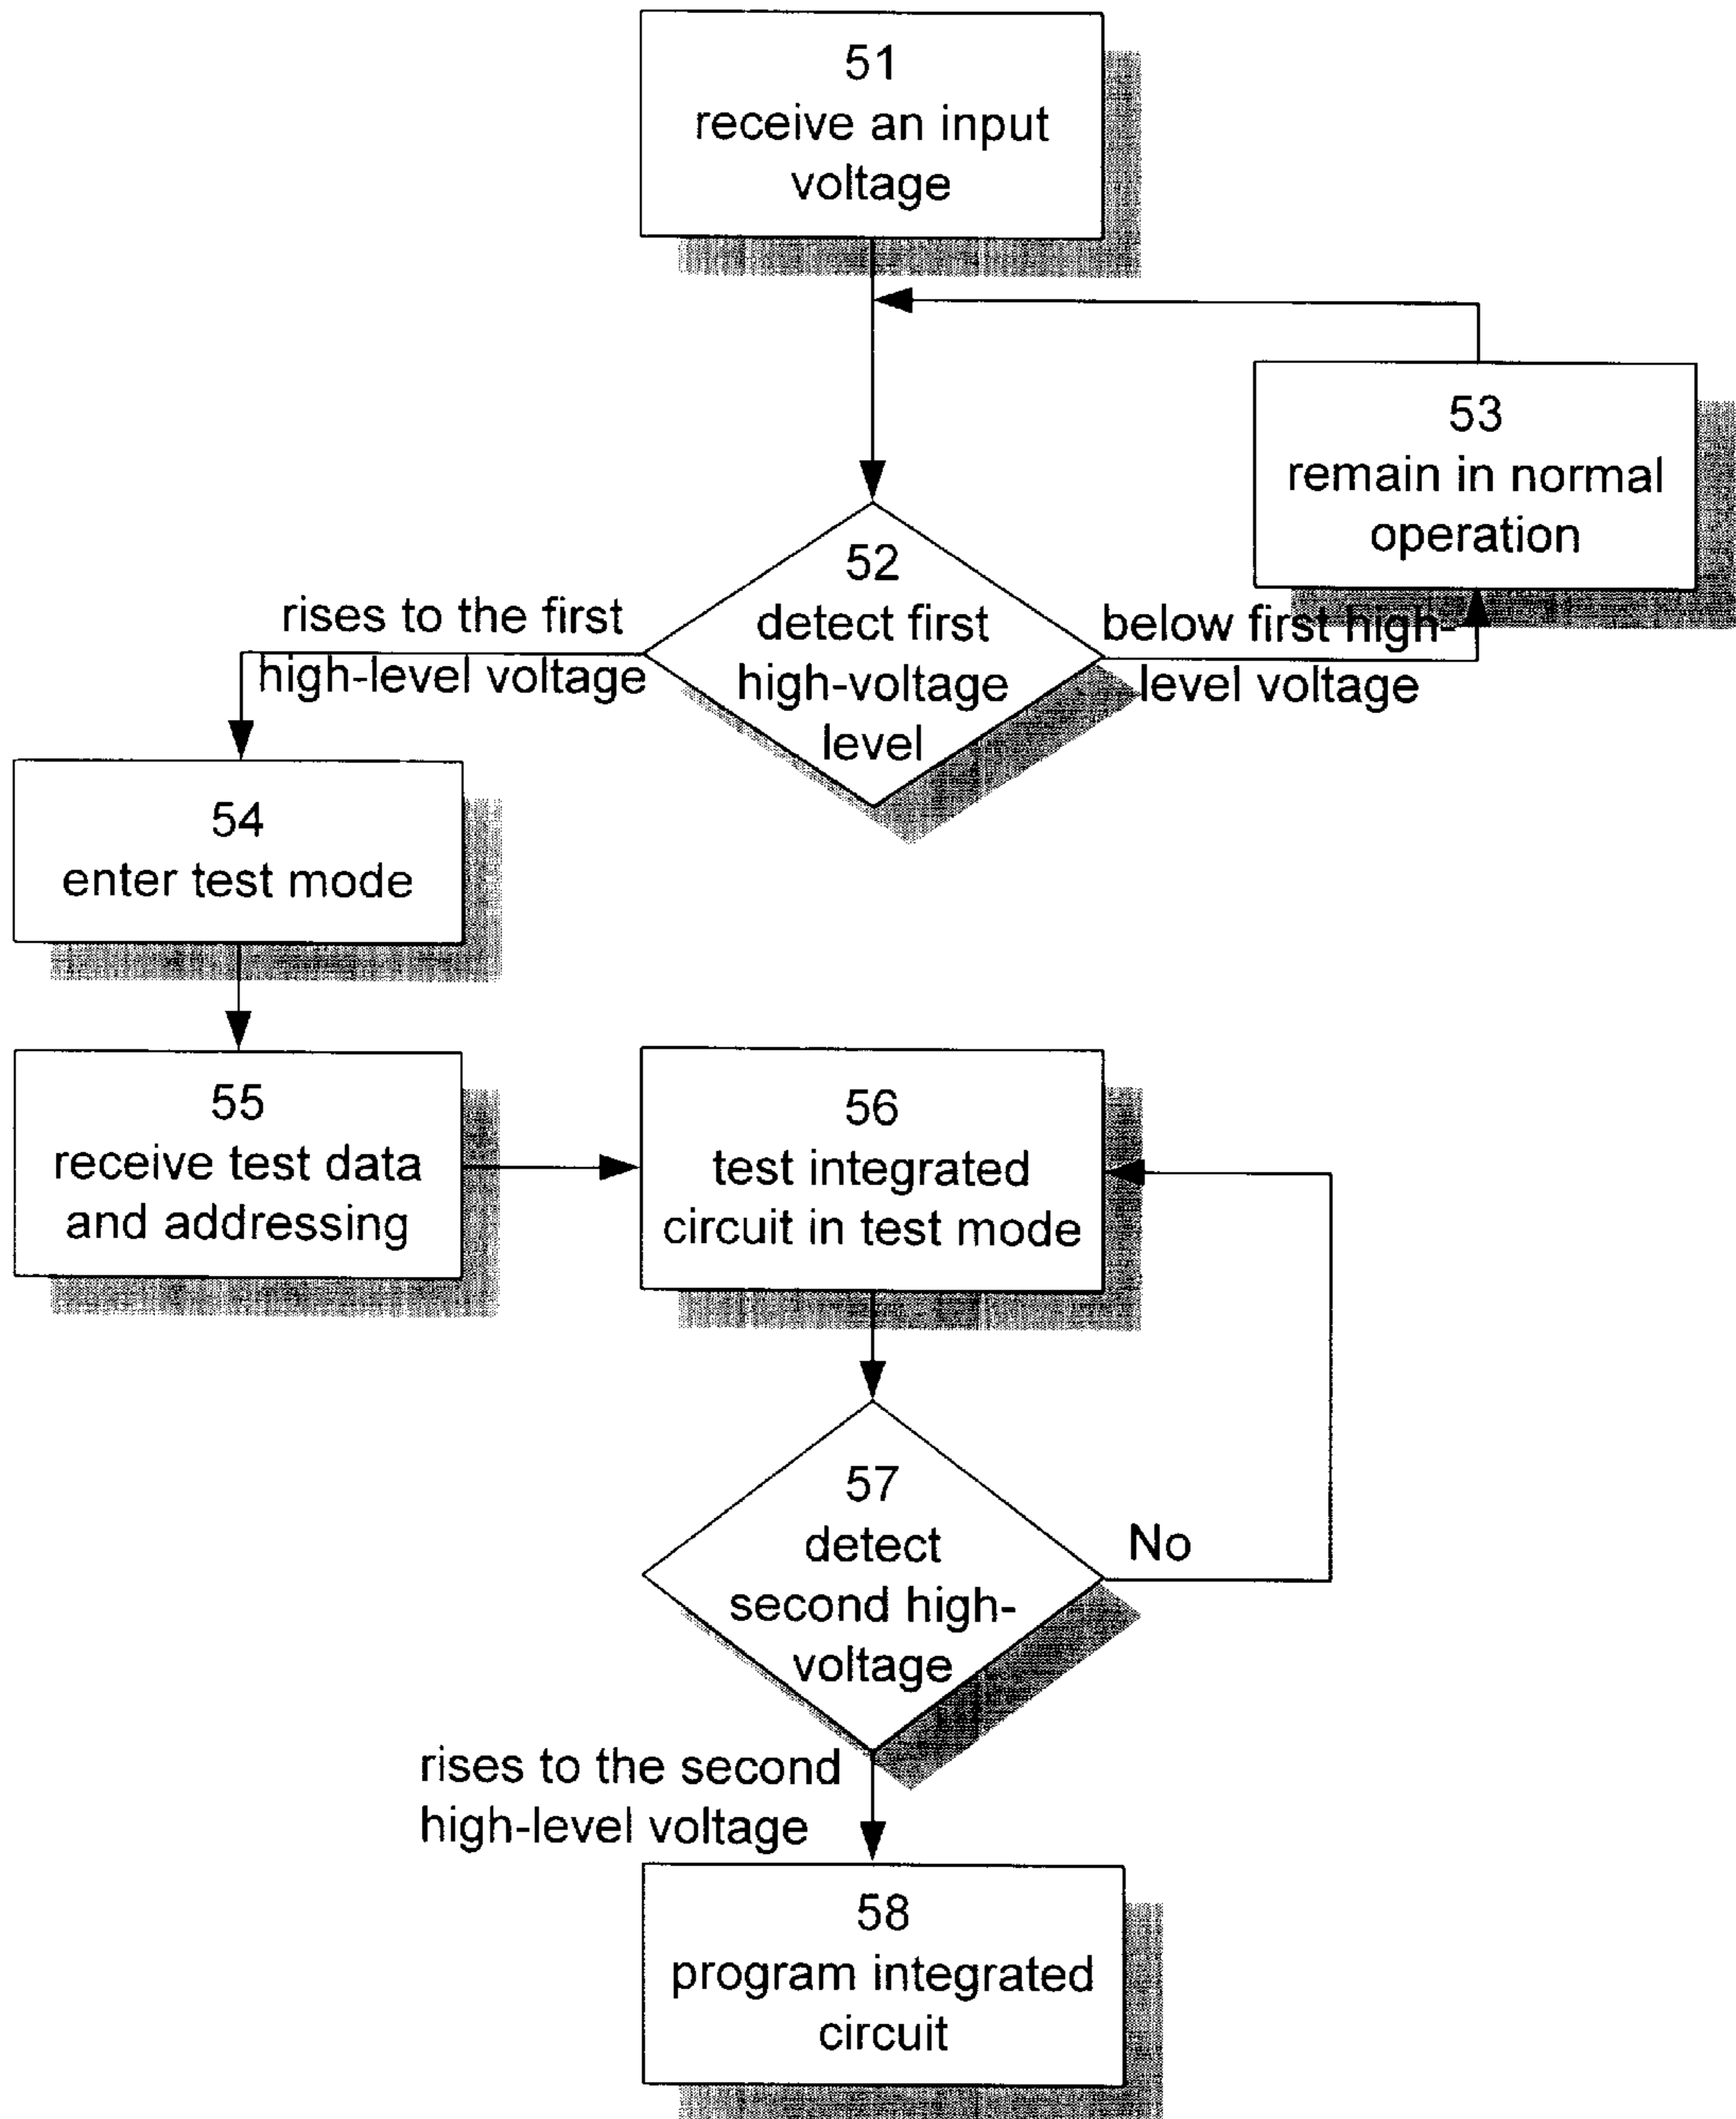 51
receive an input
voltage
53
remain in normal
operation
52
detect first
high-voltage
level
rises to the first
high-level voltage
below first high-
level voltage
54
enter test mode
55
receive test data
and addressing
56
test integrated
circuit in test mode
57
detect
second high-
voltage
No
rises to the second
high-level voltage
58
program integrated
circuit